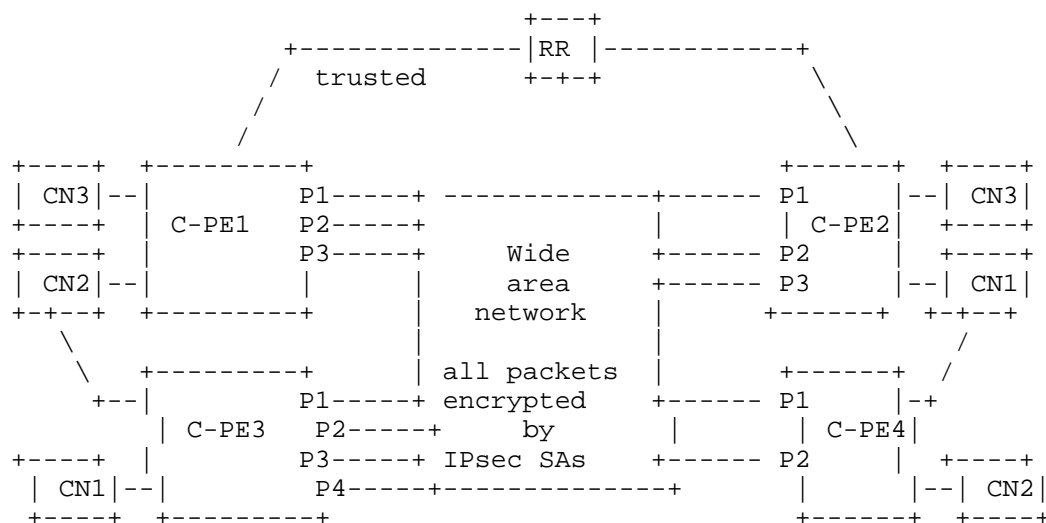 RR
trusted
CN3 P1 P1 CN3
C-PE1 P2 C-PE2
P3 Wide P2
CN2 area P3 CN1
network
all packets
P1 encrypted P1
C-PE3 P2 by C-PE4
P3 IPsec SAs P2
CN1 P4 CN2